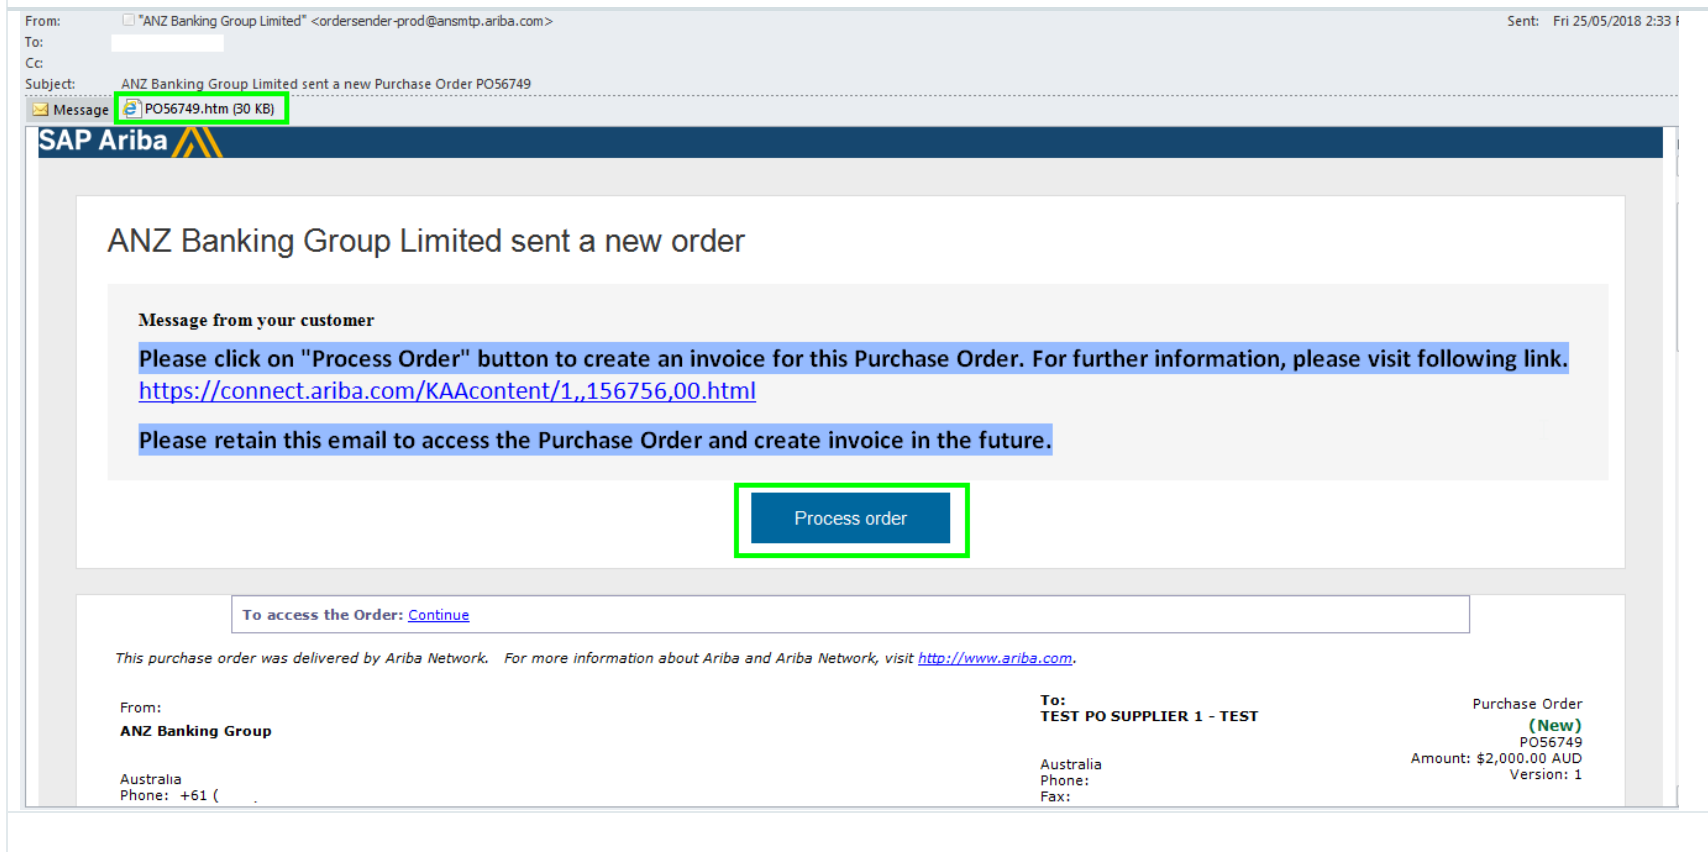 From: "ANZ Banking Group Limited" <ordersender-prod@ansmtp.ariba.com> Sent: Fri 25/05/2018 2:33
To:
Cc:
Subject: ANZ Banking Group Limited sent a new Purchase Order PO56749
Message PO56749.htm (30 KB)
SAP Ariba
ANZ Banking Group Limited sent a new order
Message from your customer
Please click on "Process Order" button to create an invoice for this Purchase Order. For further information, please visit following link.
https://connect.ariba.com/KAAcontent/1,,156756,00.html
Please retain this email to access the Purchase Order and create invoice in the future.
Process order
To access the Order: Continue
This purchase order was delivered by Ariba Network. For more information about Ariba and Ariba Network, visit http://www.ariba.com.
From:
ANZ Banking Group
Australia
Phone: +61 (
To:
TEST PO SUPPLIER 1 - TEST
Australia
Phone:
Fax:
Purchase Order
(New)
PO56749
Amount: $2,000.00 AUD
Version: 1